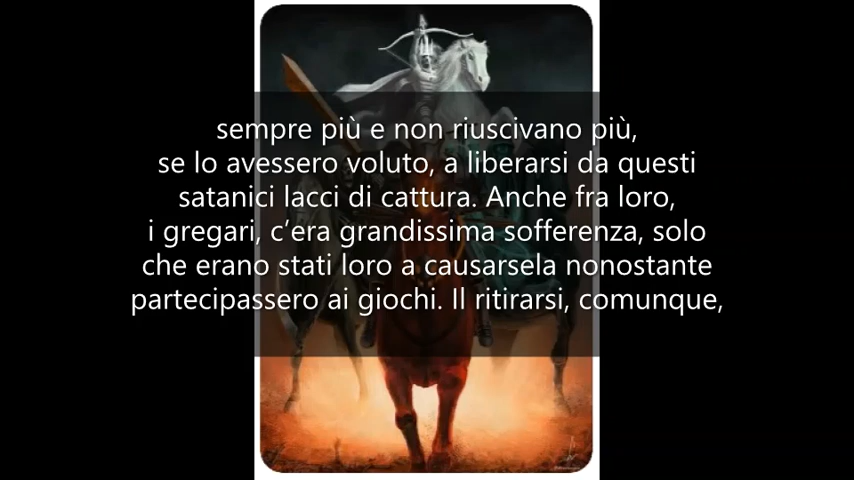 sempre più e non riuscivano più,
se lo avessero voluto, a liberarsi da questi
satanici lacci di cattura. Anche fra loro,
i gregari, c’era grandissima sofferenza, solo
che erano stati loro a causarsela nonostante
partecipassero ai giochi. Il ritirarsi, comunque,